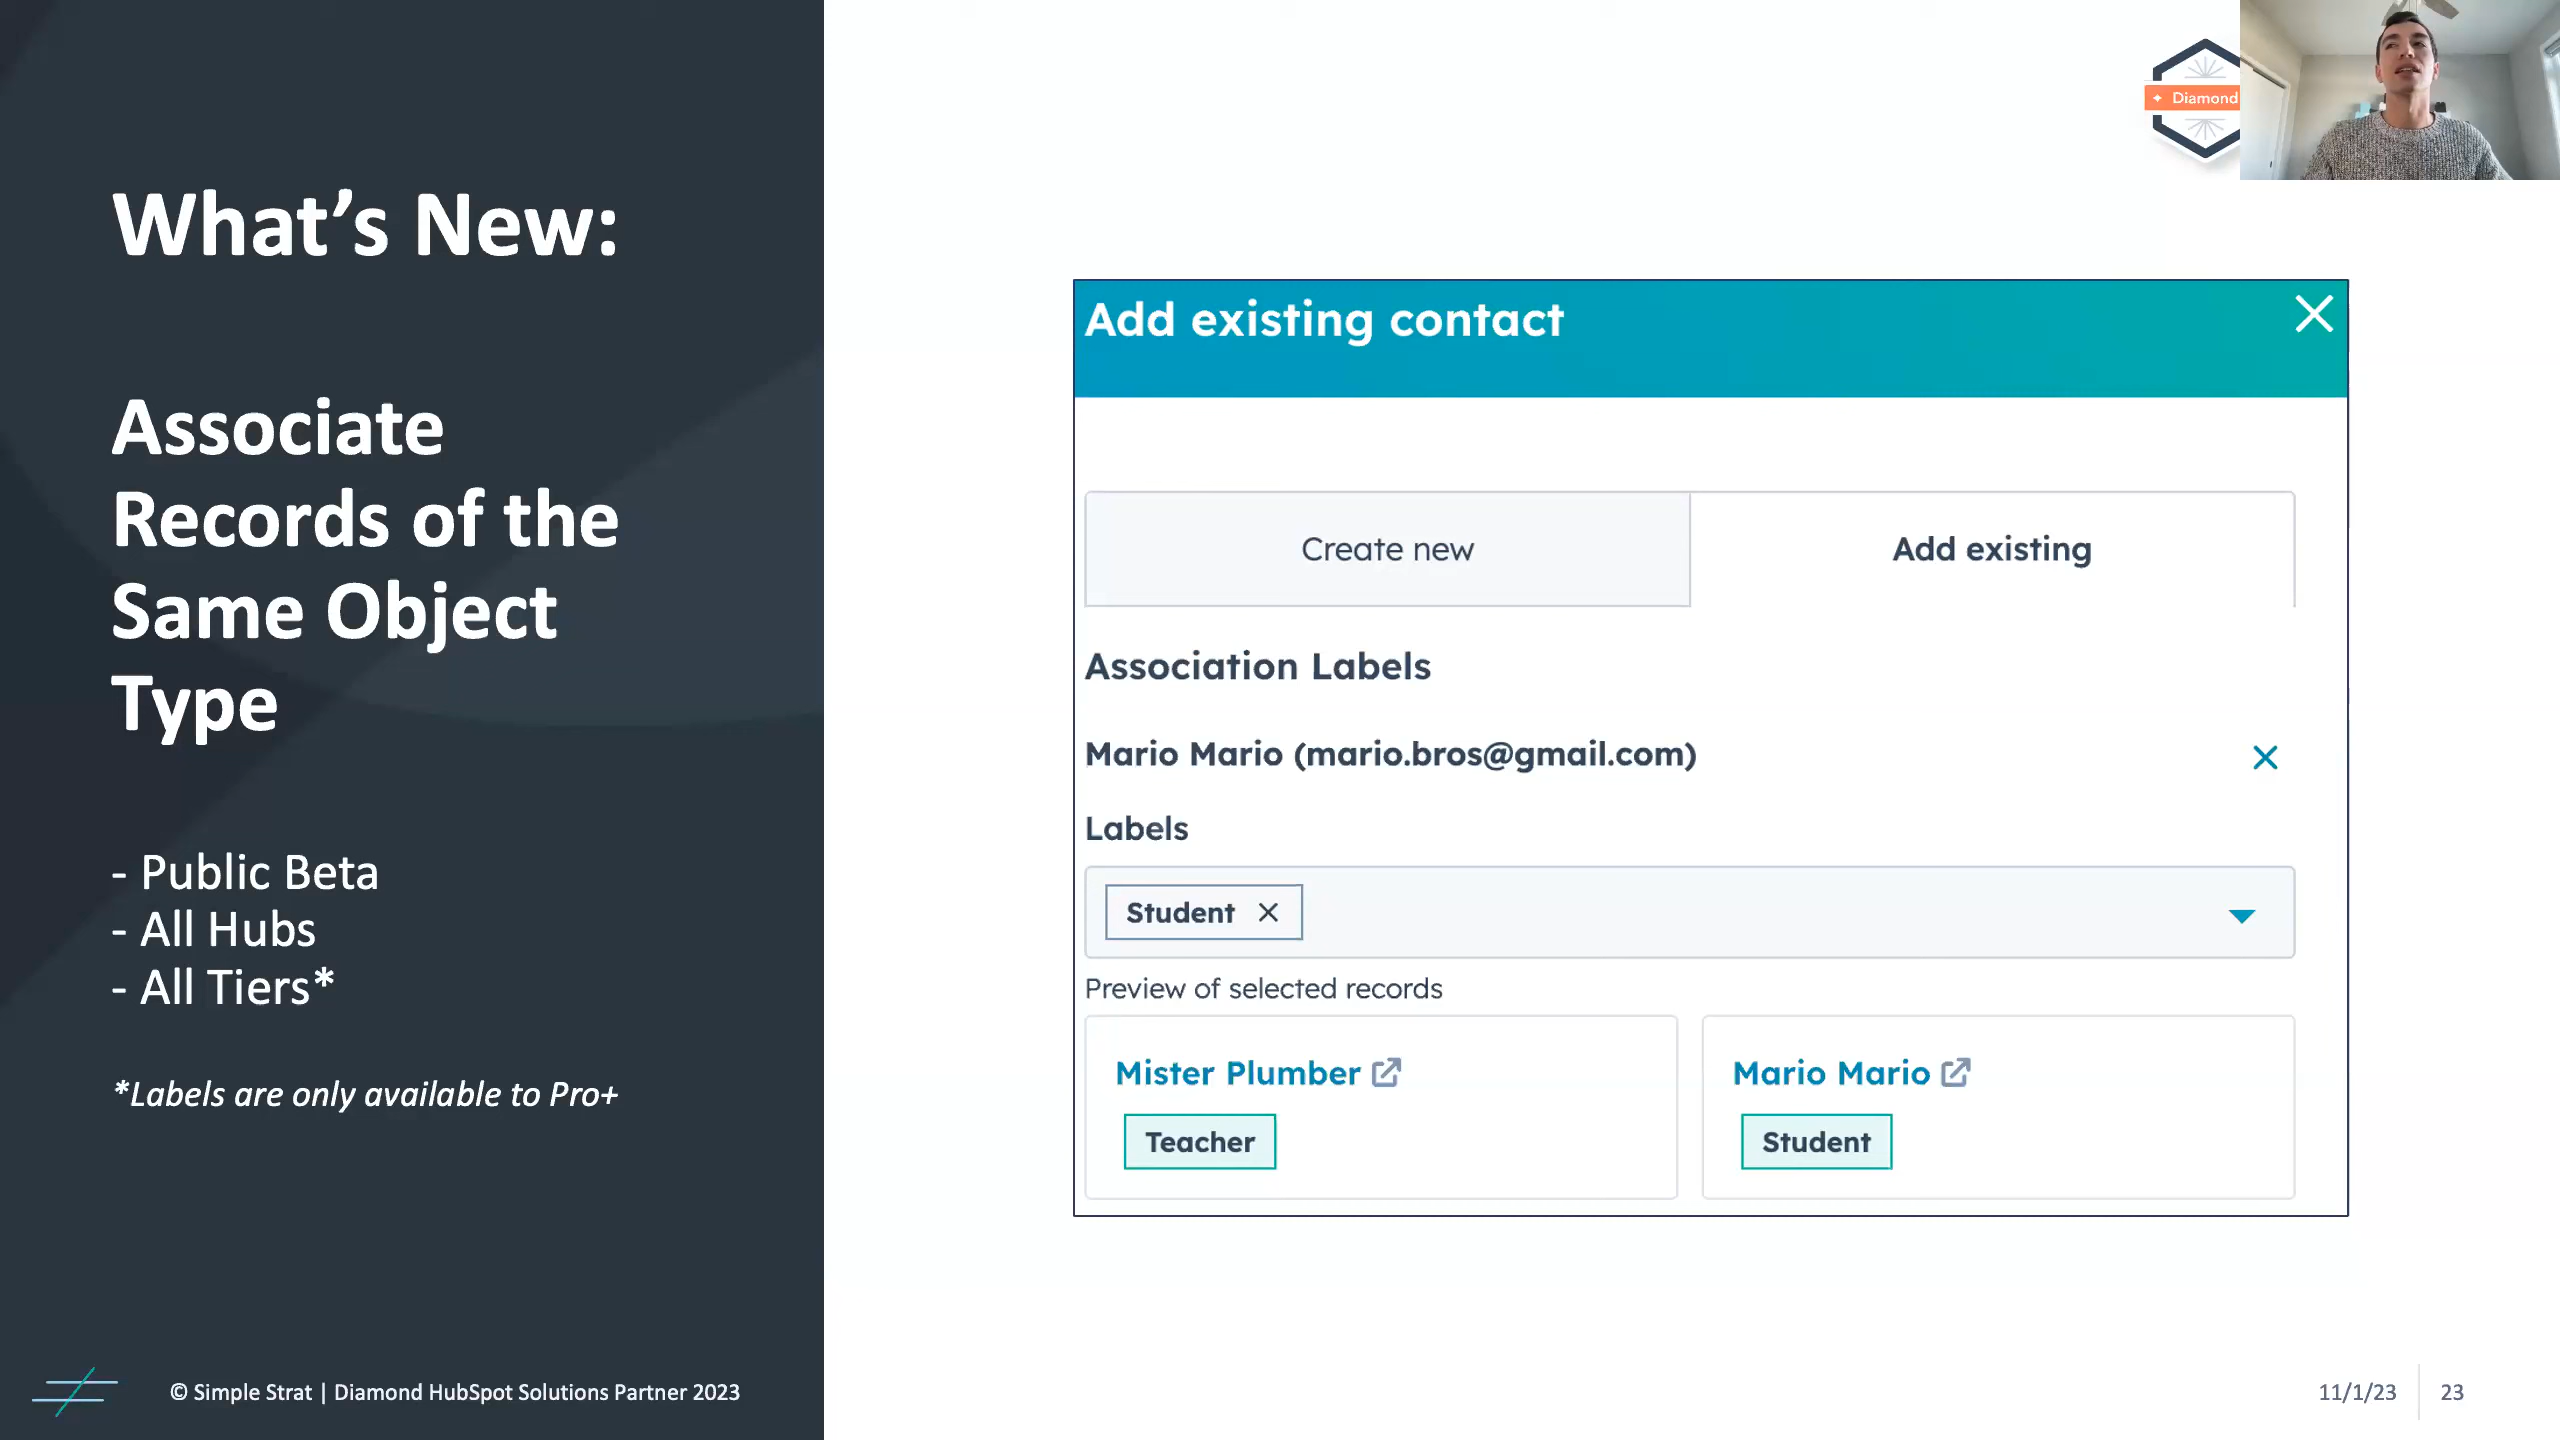 What's New:
Associate
Records of the
Same Object
Type
- Public Beta
- All Hubs
- All Tiers*
*Labels are only available to Pro+
© Simple Strat | Diamond HubSpot Solutions Partner 2023
Diamond
Add existing contact
Create new
Add existing
Association Labels
Mario Mario (mario.bros@gmail.com)
Labels
Student
Preview of selected records
Mister Plumber
Mario Mario
Teacher
Student
11/1/23
23